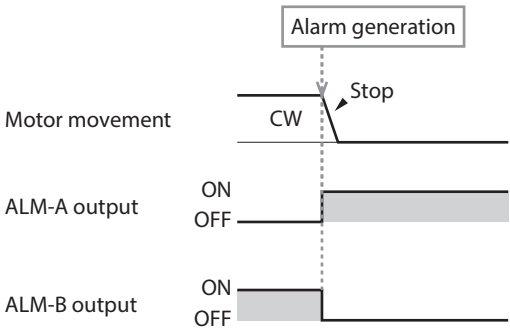 Alarm generation
Stop
Motor movement
CW
ON
ALM-A output
OFF
ON
ALM-B output
OFF